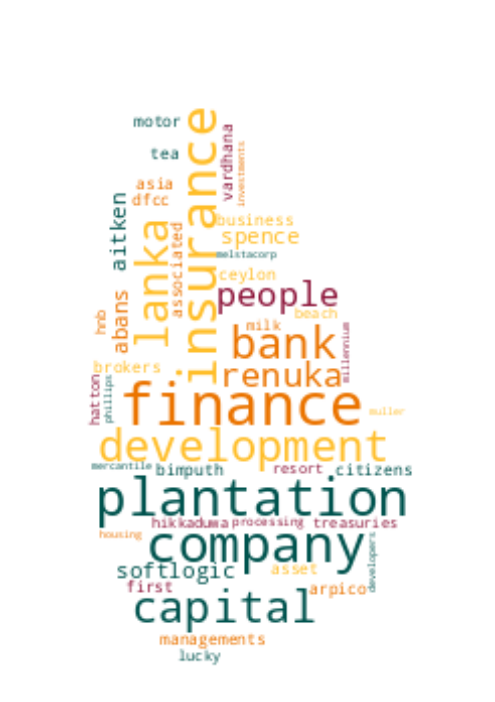 motor
insurance
vardhana
investments
tea
asia
dfcc
aitken
lanka
associated
business
spence
melstacorp
ceylon
people
hnb
abans
beach
milk
bank
millennium
brokers
renuka
hatton
phillips
finance
muller
development
mercantile
bimputh
resort
citizens
plantation
hikkaduwa
processing
treasuries
housing
company
developers
softlogic
asset
first
arpico
capital
managements
lucky